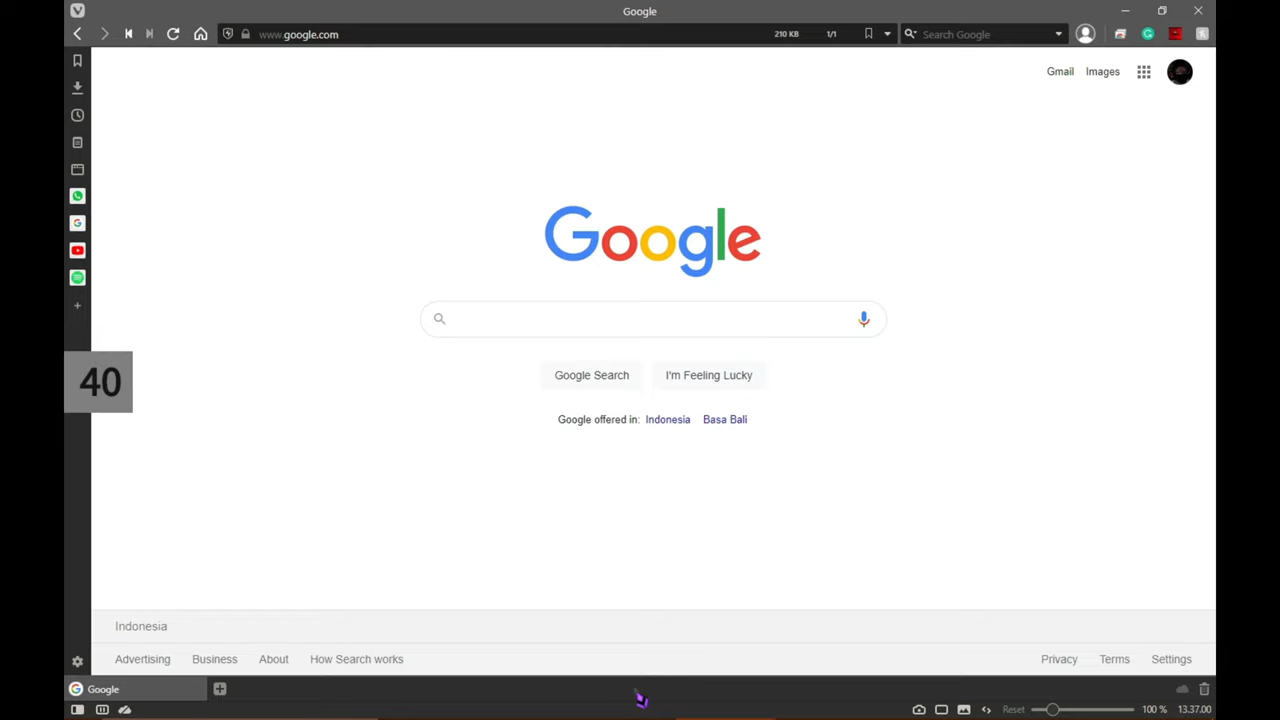 Google
www.google.com 210 KB 1/1 Search Google
Gmail Images
Google
Google Search I'm Feeling Lucky
40
Google offered in: Indonesia Basa Bali
Indonesia
Advertising Business About How Search works Privacy Terms Settings
Google
Reset 100 % 13.37.00